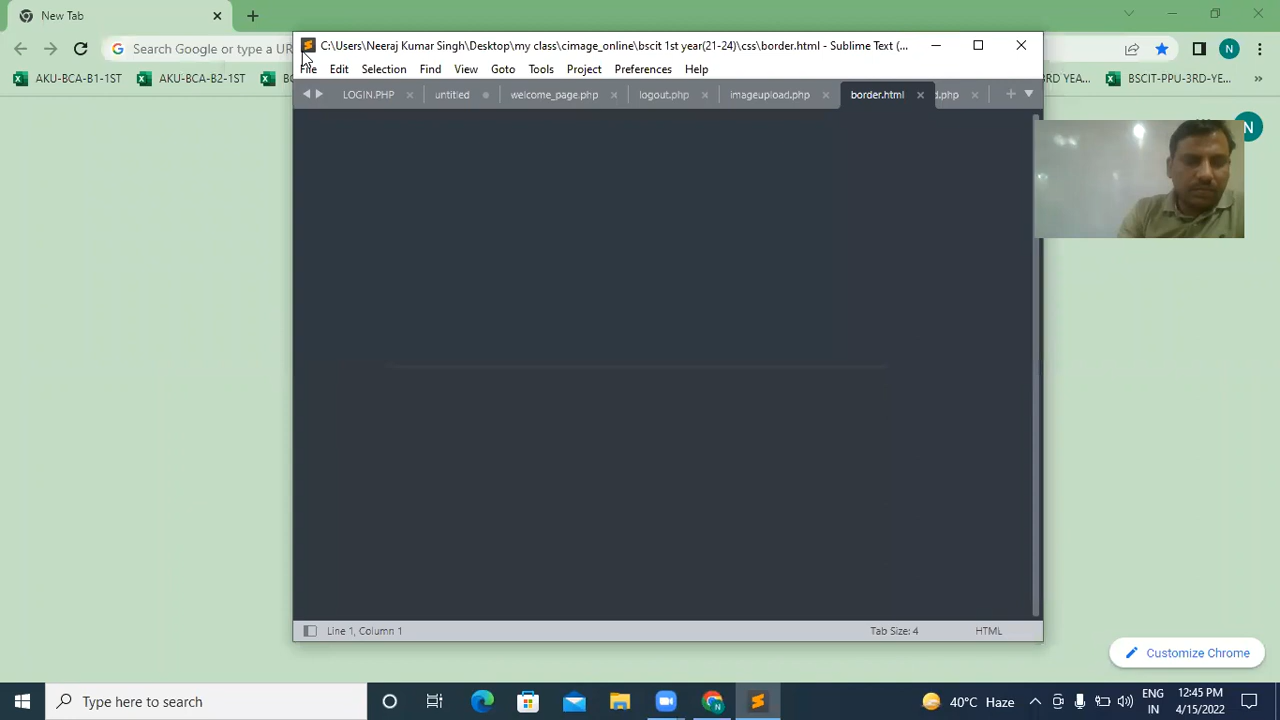 New Tab
Search Google or type a UR
AKU-BCA-B1-1ST
AKU-BCA-B2-1ST
RD YEA...
BSCIT-PPU-3RD-YE...
N
N
C:\Users\Neeraj Kumar Singh\Desktop\my class\cimage_online\bscit 1st year(21-24)\css\border.html - Sublime Text (...
File Edit Selection Find View Goto Tools Project Preferences Help
LOGIN.PHP untitled welcome_page.php logout.php imageupload.php border.html d.php
Line 1, Column 1
Tab Size: 4
HTML
Customize Chrome
Type here to search
40°C Haze
ENG
IN
12:45 PM
4/15/2022